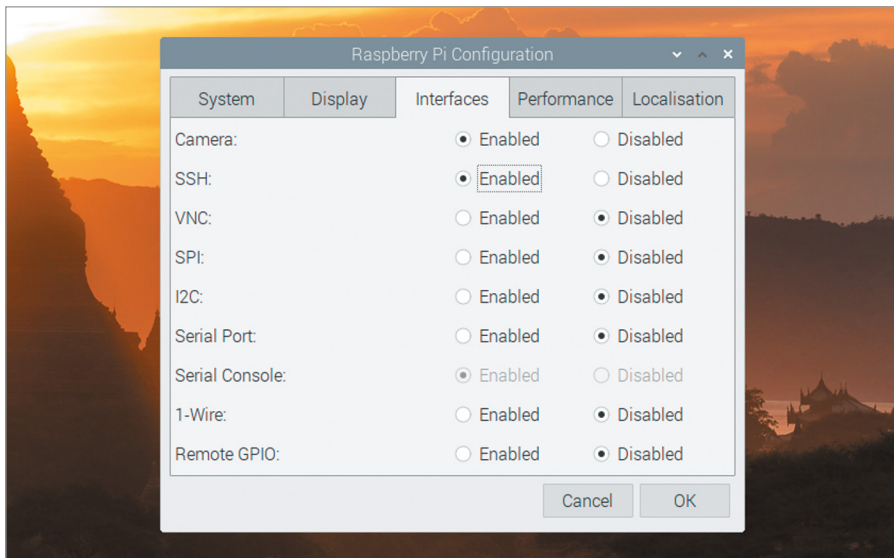 Raspberry Pi Configuration
System Display Interfaces Performance Localisation
Camera: Enabled Disabled
SSH: Enabled Disabled
VNC: Enabled Disabled
SPI: Enabled Disabled
I2C: Enabled Disabled
Serial Port: Enabled Disabled
Serial Console: Enabled Disabled
1-Wire: Enabled Disabled
Remote GPIO: Enabled Disabled
Cancel OK